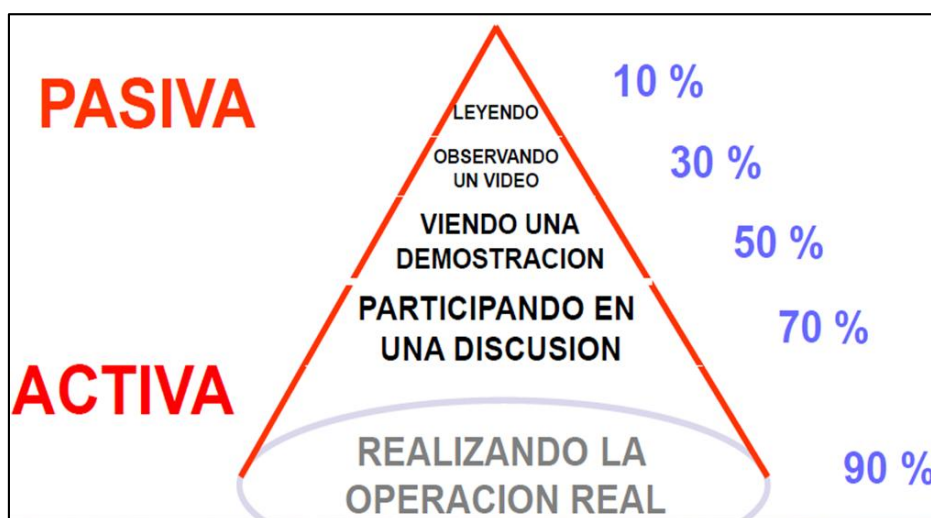 PASIVA
10 %
LEYENDO
OBSERVANDO
UN VIDEO
30 %
VIENDO UNA
DEMOSTRACION
50 %
PARTICIPANDO EN
UNA DISCUSION
70 %
ACTIVA
REALIZANDO LA
OPERACION REAL
90 %